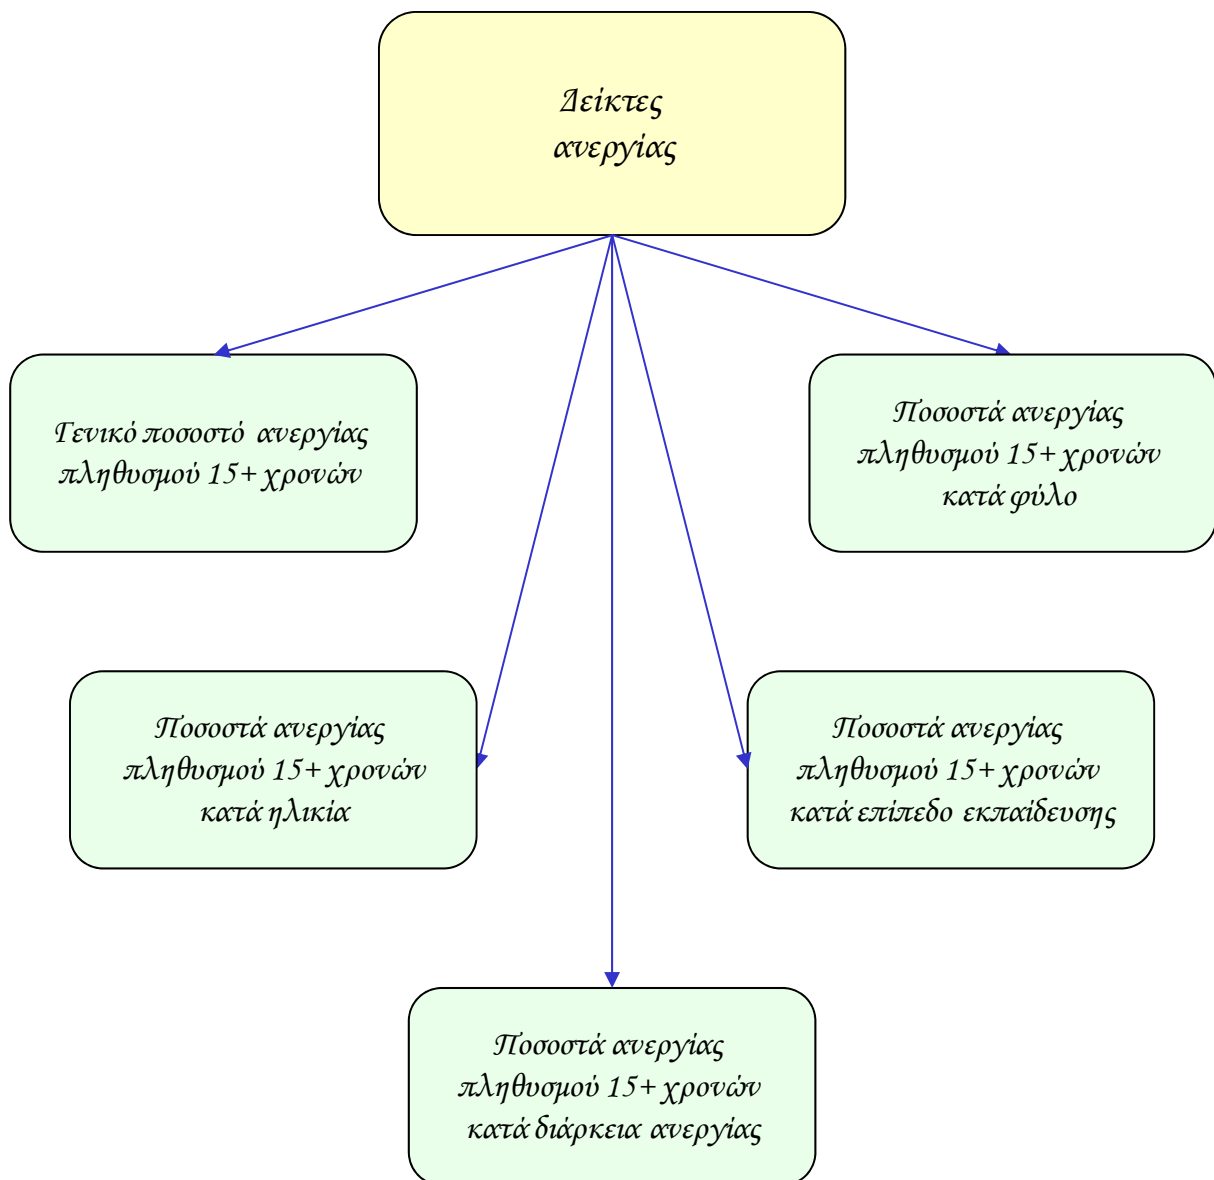 Δείκτες
ανεργίας
Γενικό ποσοστό ανεργίας
πληθυσμού 15+ χρονών
Ποσοστά ανεργίας
πληθυσμού 15+ χρονών
κατά φύλο
Ποσοστά ανεργίας
πληθυσμού 15+ χρονών
κατά ηλικία
Ποσοστά ανεργίας
πληθυσμού 15+ χρονών
κατά επίπεδο εκπαίδευσης
Ποσοστά ανεργίας
πληθυσμού 15+ χρονών
κατά διάρκεια ανεργίας